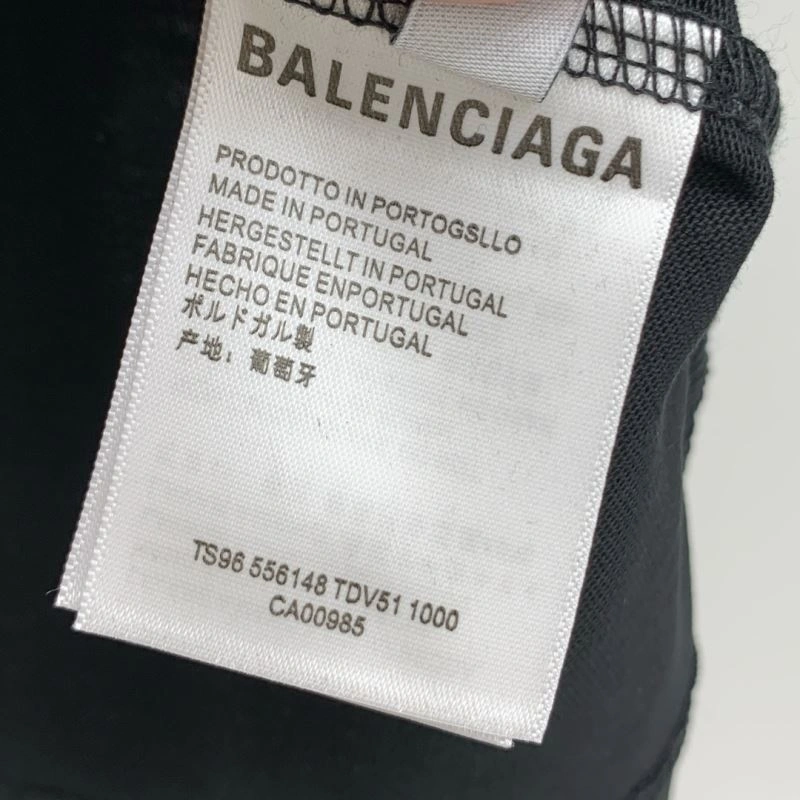 BALENCIAGA
PRODOTTO IN PORTOGSLLO
MADE IN PORTUGAL
HERGESTELLT IN PORTUGAL
FABRIQUE ENPORTUGAL
HECHO EN PORTUGAL
ポルドガル製
产地：葡萄牙
TS96 556148 TDV51 1000
CA00985